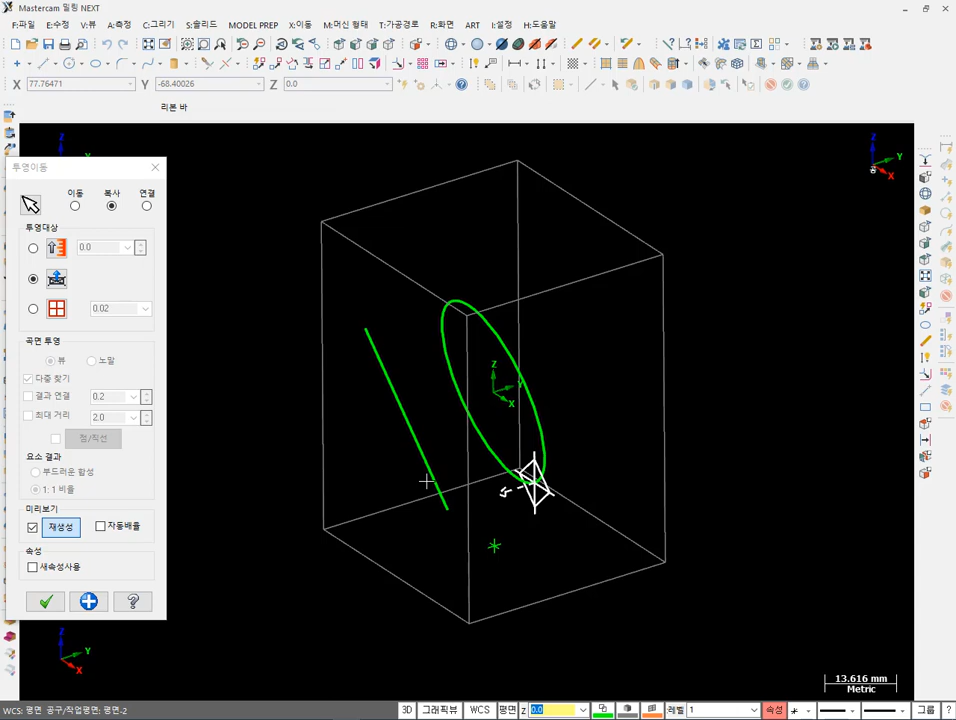 Mastercam 밀링 NEXT
F:파일 E:수정 V:뷰 A:측정 C:그리기 S:솔리드 MODEL PREP X:이동 M:머신 형태 T:가공경로 R:화면 ART I:설정 H:도움말
X 77.76471 Y -68.40026 Z 0.0
리본 바
Z
Z Y X
투영이동
이동 복사 연결
투영대상
0.0
0.02
곡면 투영
뷰 노말
다중 찾기
결과 연결 0.2
최대 거리 2.0
점/직선
요소 결과
부드러운 합성
1: 1 비율
미리보기
재생성 자동배율
속성
새속성사용
Z Y X
Z Y X
13.616 mm
Metric
WCS: 평면 공구/작업평면: 평면-2 3D 그래픽뷰 WCS 평면 Z 0.0 레벨 1 속성 그룹 ?